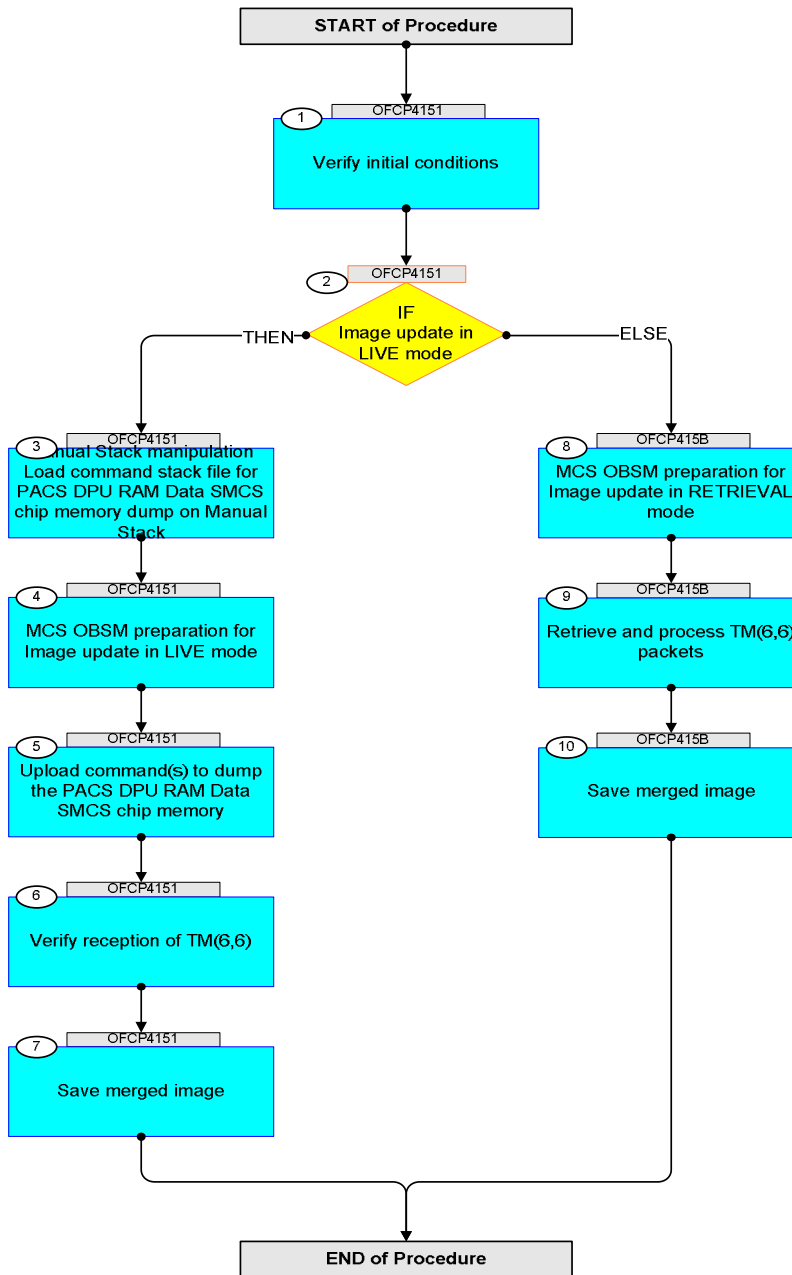 START of Procedure
OFCP4151
1
Verify initial conditions
OFCP4151
2
IF
Image update in
LIVE mode
THEN
ELSE
OFCP4151
3
anual Stack manipulation
Load command stack file for
PACS DPU RAM Data SMCS
chip memory dump on Manual
Stack
OFCP415B
8
MCS OBSM preparation for
Image update in RETRIEVAL
mode
OFCP4151
4
MCS OBSM preparation for
Image update in LIVE mode
OFCP415B
9
Retrieve and process TM(6,6)
packets
OFCP4151
5
Upload command(s) to dump
the PACS DPU RAM Data
SMCS chip memory
OFCP415B
10
Save merged image
OFCP4151
6
Verify reception of TM(6,6)
OFCP4151
7
Save merged image
END of Procedure